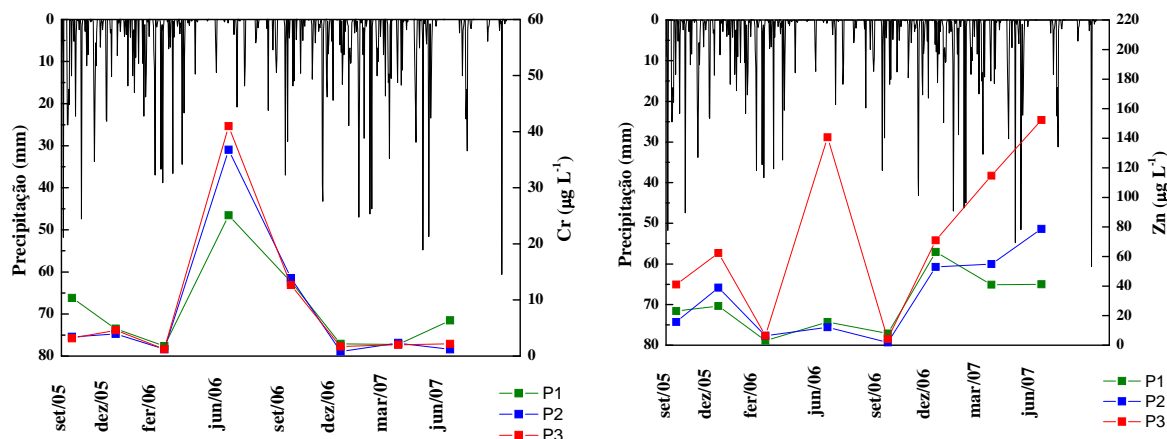 0
10
20
30
40
50
60
70
80
Precipitação (mm)
60
50
40
30
20
10
0
Cr (µg L-1)
set/05
dez/05
fer/06
jun/06
set/06
dez/06
mar/07
jun/07
P1
P2
P3
0
10
20
30
40
50
60
70
80
Precipitação (mm)
220
200
180
160
140
120
100
80
60
40
20
0
Zn (µg L-1)
set/05
dez/05
fer/06
jun/06
set/06
dez/06
mar/07
jun/07
P1
P2
P3